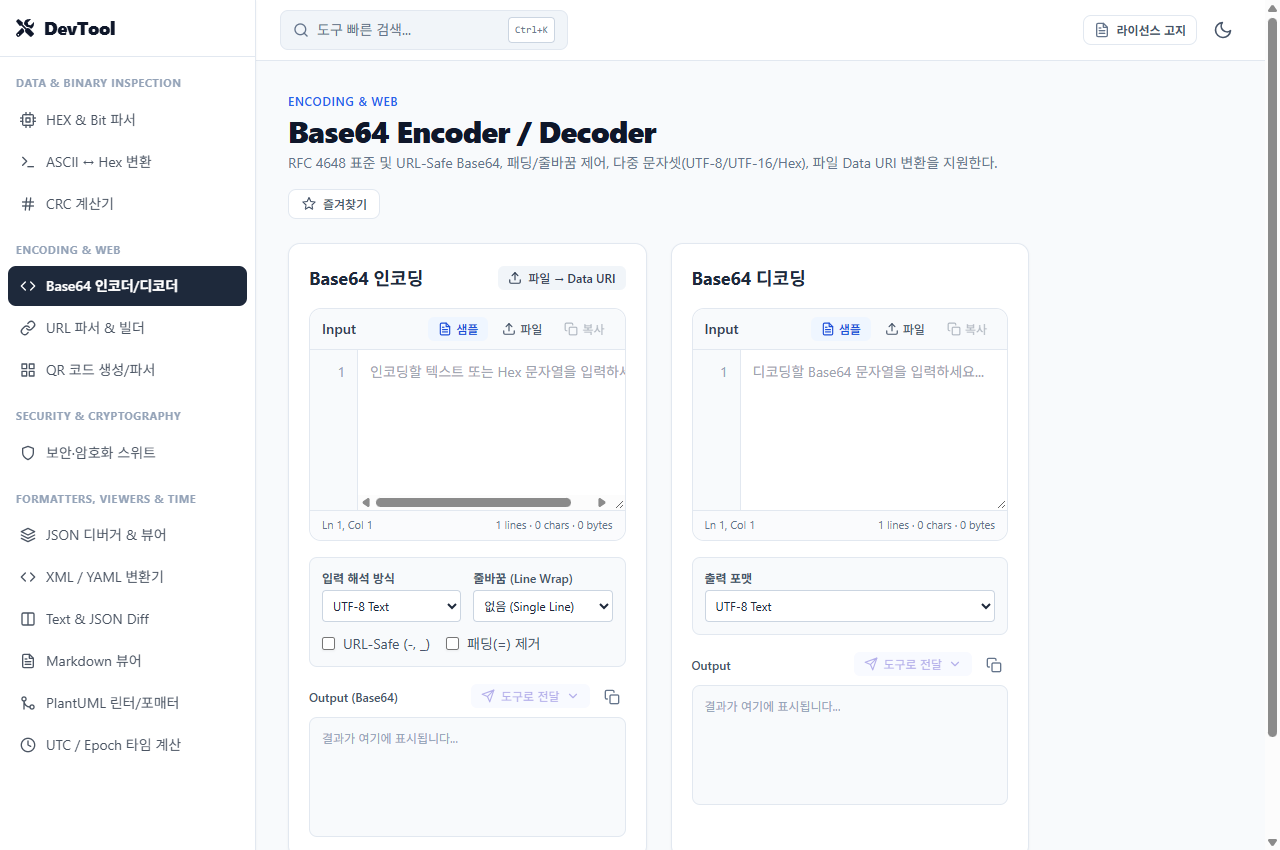 DevTool
도구 빠른 검색...
Ctrl+K
라이선스 고지
DATA & BINARY INSPECTION
HEX & Bit 파서
ASCII ↔ Hex 변환
CRC 계산기
ENCODING & WEB
Base64 인코더/디코더
URL 파서 & 빌더
QR 코드 생성/파서
SECURITY & CRYPTOGRAPHY
보안·암호화 스위트
FORMATTERS, VIEWERS & TIME
JSON 디버거 & 뷰어
XML / YAML 변환기
Text & JSON Diff
Markdown 뷰어
PlantUML 린터/포매터
UTC / Epoch 타임 계산
ENCODING & WEB
Base64 Encoder / Decoder
RFC 4648 표준 및 URL-Safe Base64, 패딩/줄바꿈 제어, 다중 문자셋(UTF-8/UTF-16/Hex), 파일 Data URI 변환을 지원한다.
즐겨찾기
Base64 인코딩
파일 → Data URI
Input
샘플
파일
복사
1
인코딩할 텍스트 또는 Hex 문자열을 입력하
Ln 1, Col 1
1 lines · 0 chars · 0 bytes
입력 해석 방식
줄바꿈 (Line Wrap)
UTF-8 Text
없음 (Single Line)
URL-Safe (-, _)
패딩(=) 제거
Output (Base64)
도구로 전달
결과가 여기에 표시됩니다...
Base64 디코딩
Input
샘플
파일
복사
1
디코딩할 Base64 문자열을 입력하세요...
Ln 1, Col 1
1 lines · 0 chars · 0 bytes
출력 포맷
UTF-8 Text
Output
도구로 전달
결과가 여기에 표시됩니다...